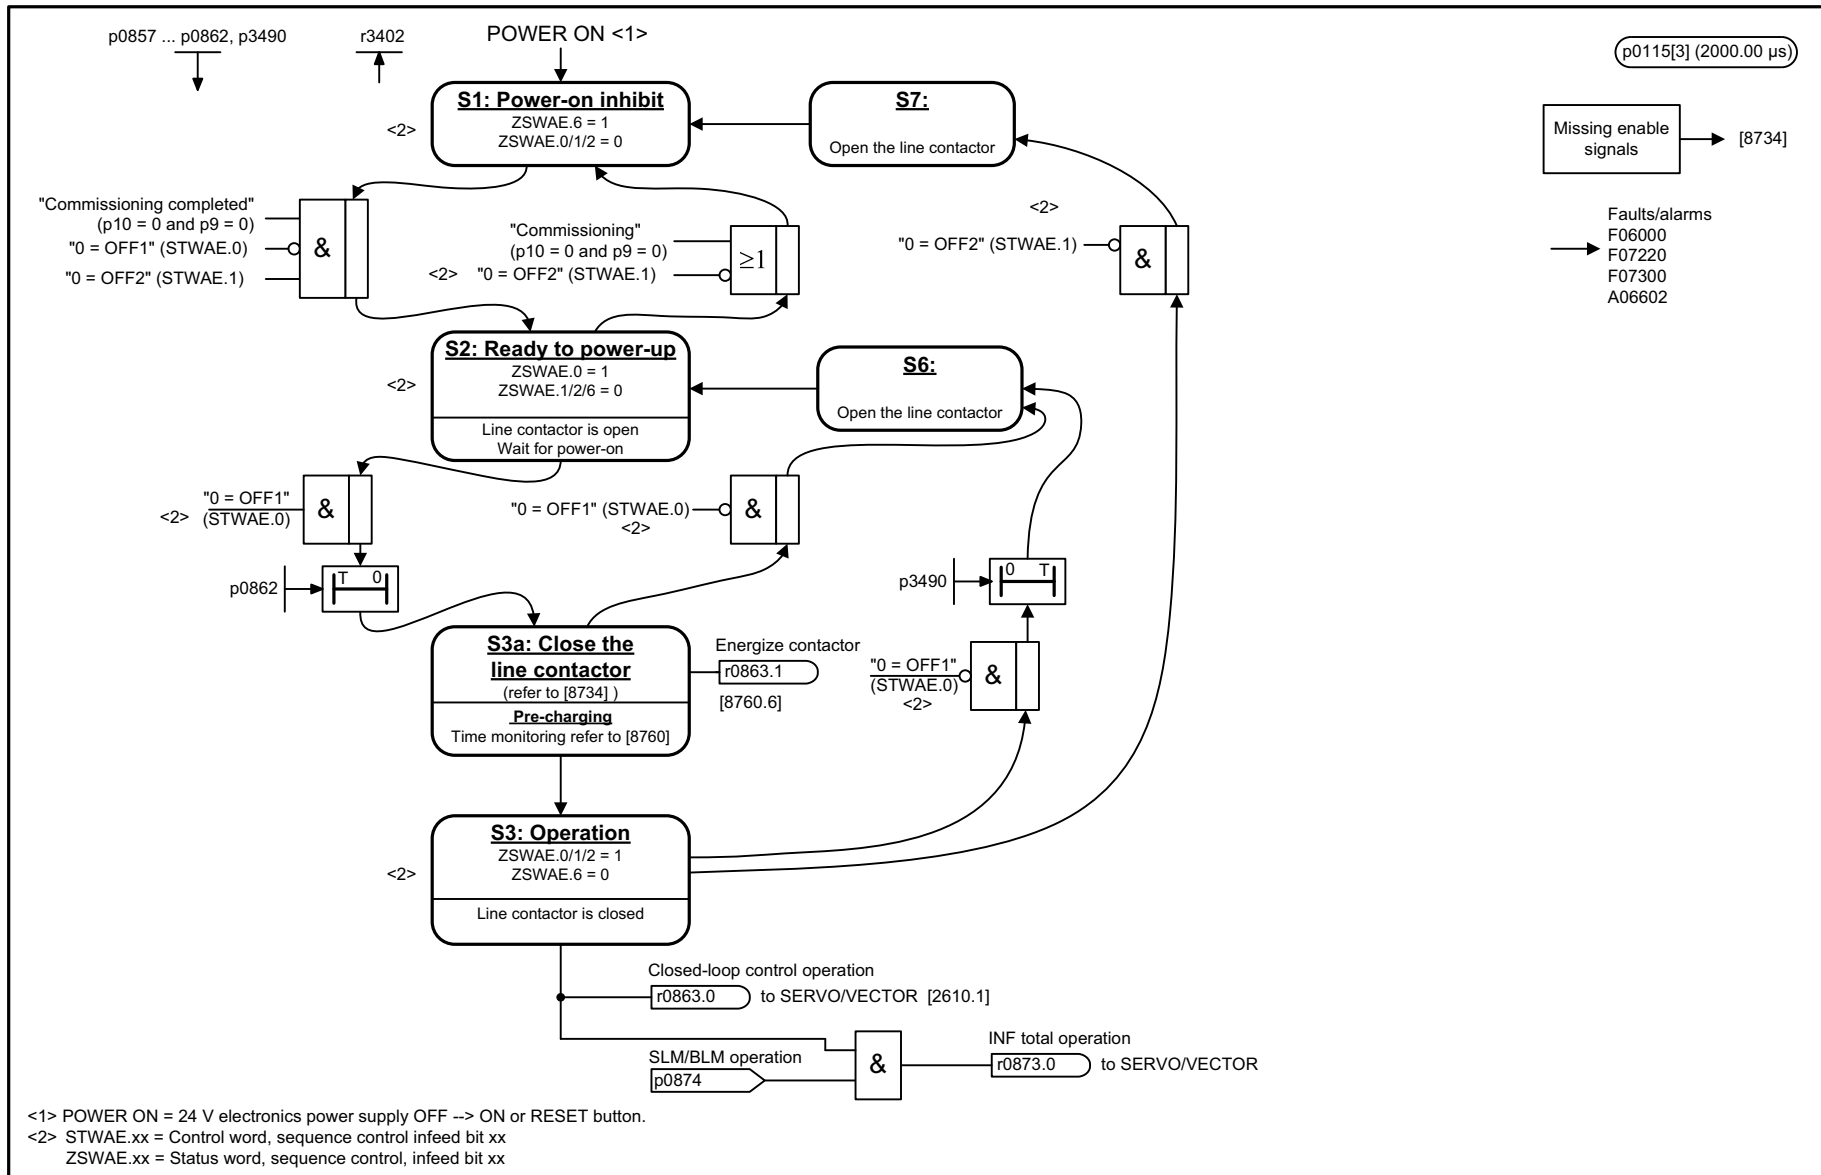 p0857 ... p0862, p3490
r3402
POWER ON <1>
p0115[3] (2000.00 µs)
S1: Power-on inhibit
ZSWAE.6 = 1
ZSWAE.0/1/2 = 0
<2>
S7:
Open the line contactor
Missing enable
signals
[8734]
"Commissioning completed"
(p10 = 0 and p9 = 0)
"0 = OFF1" (STWAE.0)
"0 = OFF2" (STWAE.1)
&
"Commissioning"
(p10 = 0 and p9 = 0)
<2> "0 = OFF2" (STWAE.1)
≥1
<2>
"0 = OFF2" (STWAE.1)
&
Faults/alarms
F06000
F07220
F07300
A06602
S2: Ready to power-up
ZSWAE.0 = 1
ZSWAE.1/2/6 = 0
<2>
Line contactor is open
Wait for power-on
S6:
Open the line contactor
<2> "0 = OFF1"
(STWAE.0)
&
"0 = OFF1" (STWAE.0)
<2>
&
p0862
T 0
p3490
0 T
S3a: Close the
line contactor
(refer to [8734] )
Pre-charging
Time monitoring refer to [8760]
Energize contactor
r0863.1
[8760.6]
"0 = OFF1"
(STWAE.0)
<2>
&
S3: Operation
ZSWAE.0/1/2 = 1
ZSWAE.6 = 0
<2>
Line contactor is closed
Closed-loop control operation
r0863.0 to SERVO/VECTOR [2610.1]
SLM/BLM operation
p0874
&
INF total operation
r0873.0 to SERVO/VECTOR
<1> POWER ON = 24 V electronics power supply OFF --> ON or RESET button.
<2> STWAE.xx = Control word, sequence control infeed bit xx
ZSWAE.xx = Status word, sequence control, infeed bit xx